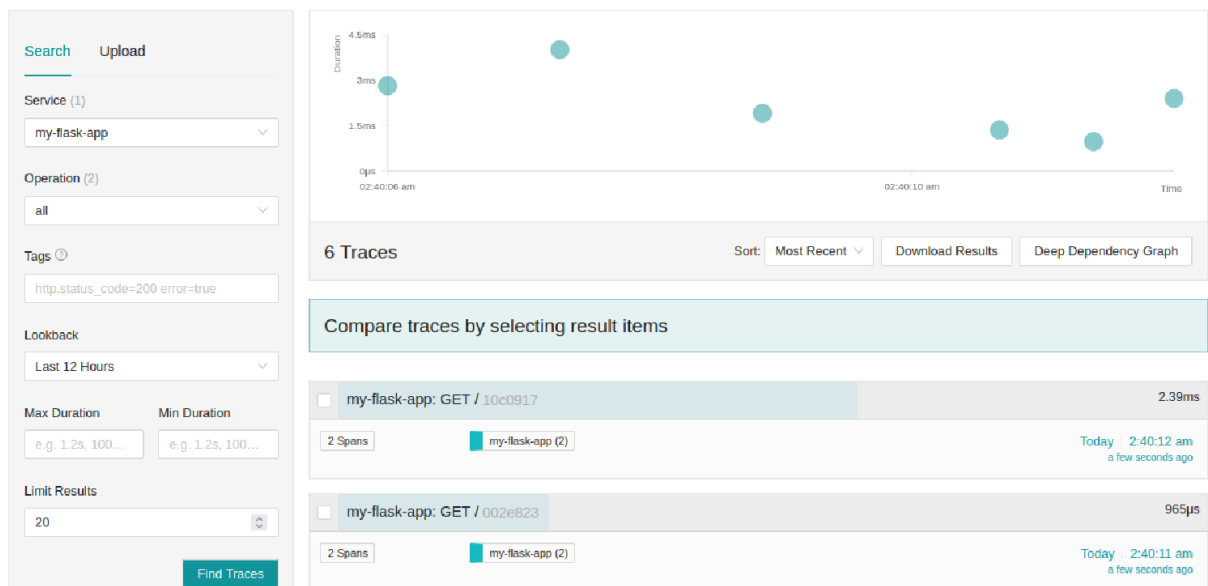 Search Upload
Service (1)
my-flask-app
Operation (2)
all
Tags ?
http.status_code=200 error=true
Lookback
Last 12 Hours
Max Duration Min Duration
e.g. 1.2s, 100... e.g. 1.2s, 100...
Limit Results
20
Find Traces
Duration
4.5ms
3ms
1.5ms
0μs
02:40:06 am 02:40:10 am Time
6 Traces Sort: Most Recent Download Results Deep Dependency Graph
Compare traces by selecting result items
my-flask-app: GET / 10c0917 2.39ms
2 Spans my-flask-app (2) Today 2:40:12 am
a few seconds ago
my-flask-app: GET / 002e823 965μs
2 Spans my-flask-app (2) Today 2:40:11 am
a few seconds ago